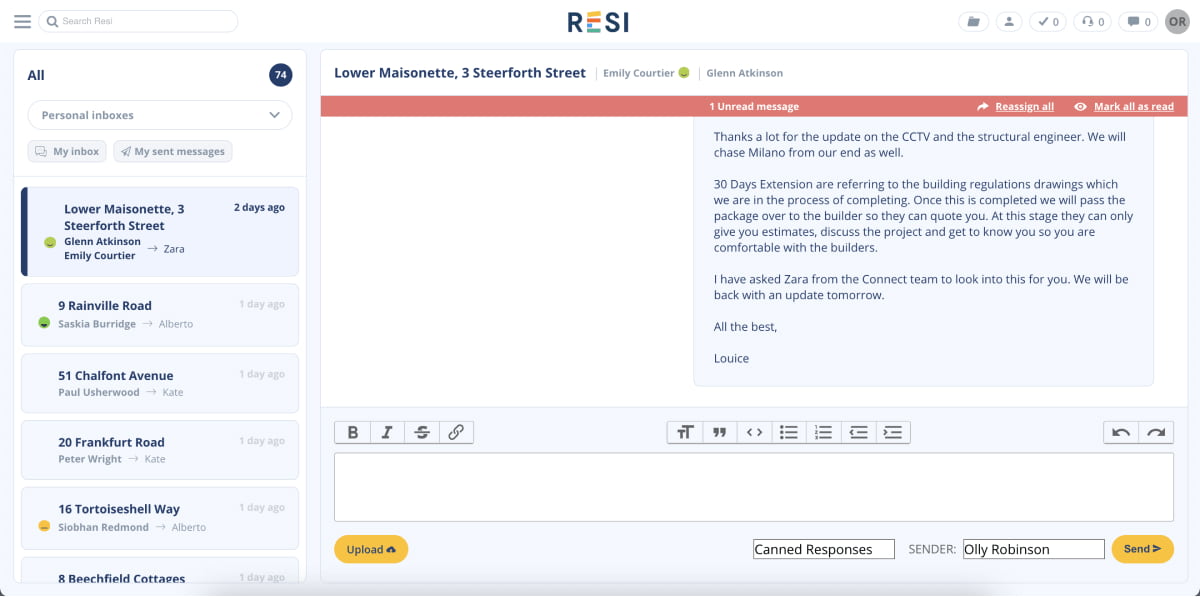 Search Resi
RESI
0
0
0
OR
All
74
Personal inboxes
My inbox
My sent messages
Lower Maisonette, 3
Steerforth Street
2 days ago
Glenn Atkinson
Emily Courtier
→ Zara
9 Rainville Road
1 day ago
Saskia Burridge → Alberto
51 Chalfont Avenue
1 day ago
Paul Usherwood → Kate
20 Frankfurt Road
1 day ago
Peter Wright → Kate
16 Tortoiseshell Way
1 day ago
Siobhan Redmond → Alberto
8 Beechfield Cottages
1 day ago
Lower Maisonette, 3 Steerforth Street
Emily Courtier
Glenn Atkinson
1 Unread message
Reassign all
Mark all as read
Thanks a lot for the update on the CCTV and the structural engineer. We will
chase Milano from our end as well.
30 Days Extension are referring to the building regulations drawings which
we are in the process of completing. Once this is completed we will pass the
package over to the builder so they can quote you. At this stage they can only
give you estimates, discuss the project and get to know you so you are
comfortable with the builders.
I have asked Zara from the Connect team to look into this for you. We will be
back with an update tomorrow.
All the best,
Louice
B I S
Upload
Canned Responses
SENDER:
Olly Robinson
Send